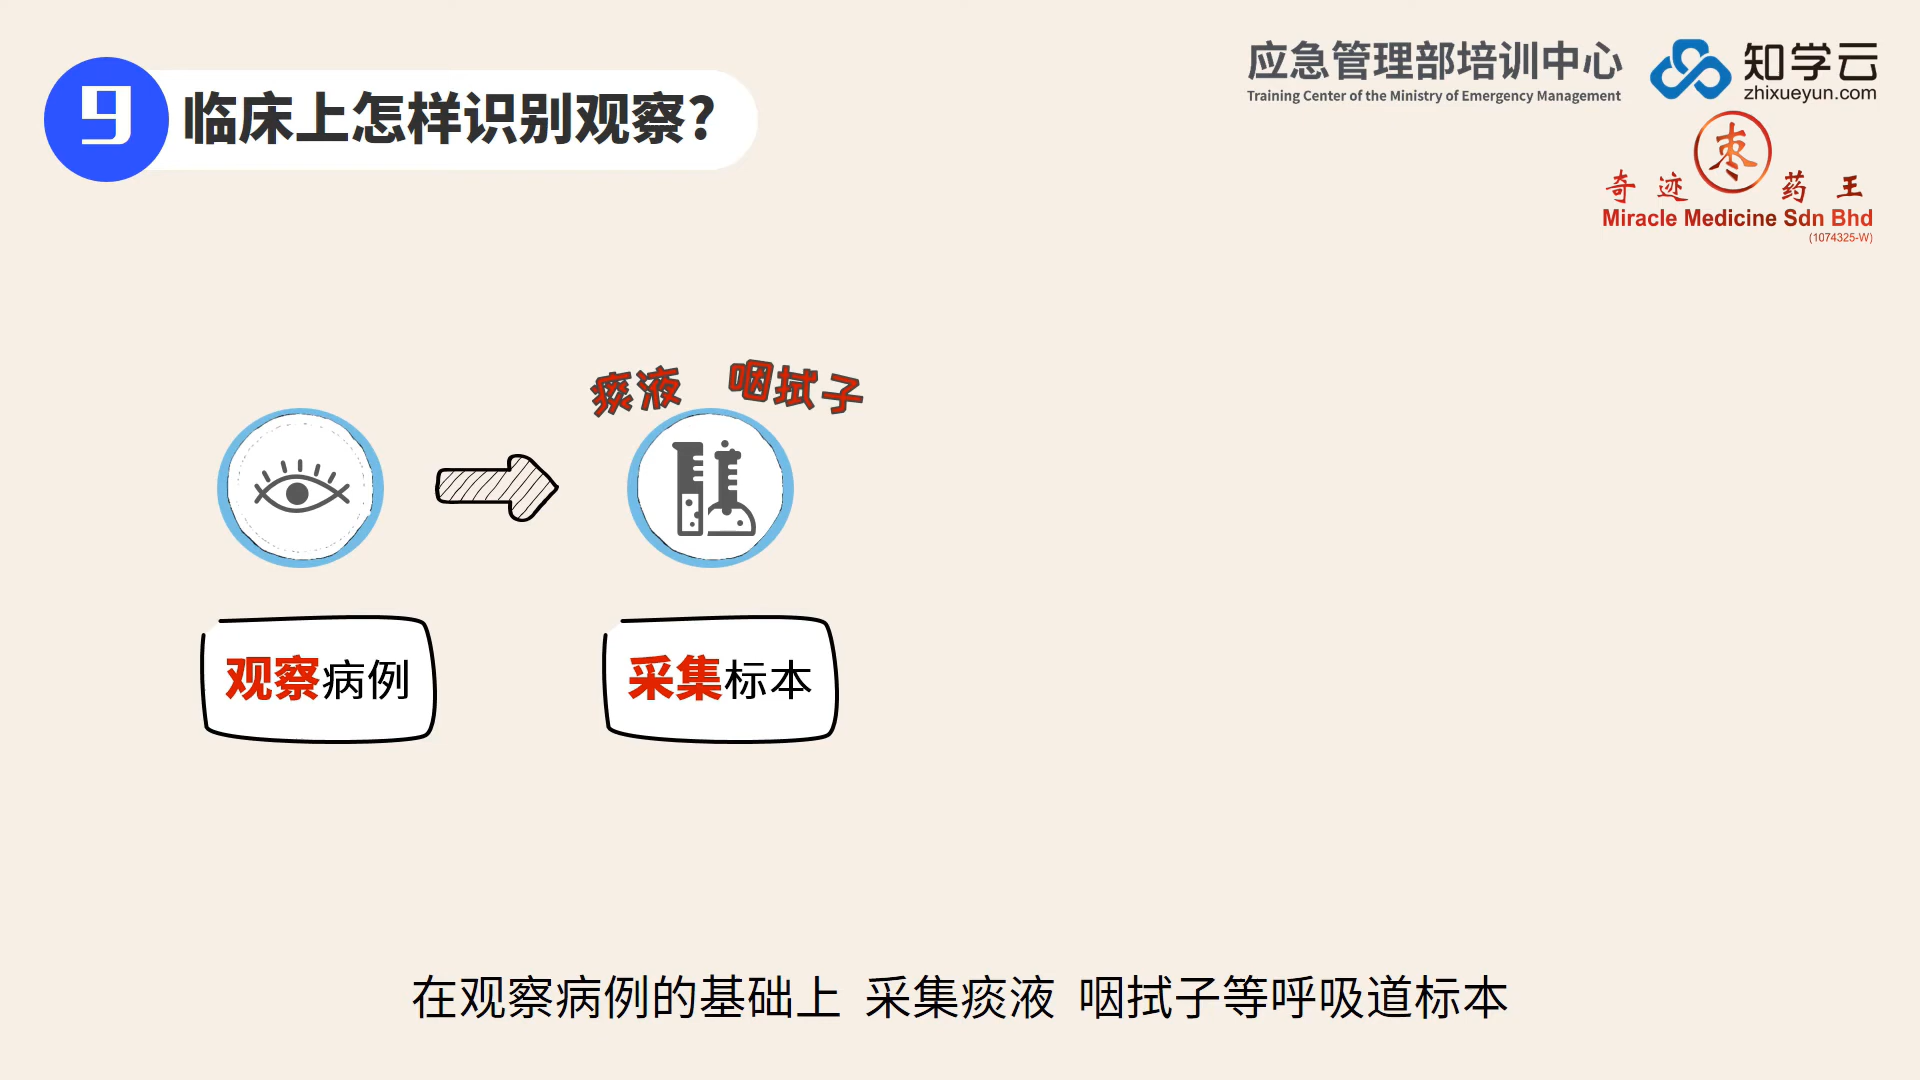 9 临床上怎样识别观察?
应急管理部培训中心
Training Center of the Ministry of Emergency Management
知学云
zhixueyun.com
枣
奇迹 药王
Miracle Medicine Sdn Bhd
(1074325-W)
痰液 咽拭子
观察病例
采集标本
在观察病例的基础上 采集痰液 咽拭子等呼吸道标本